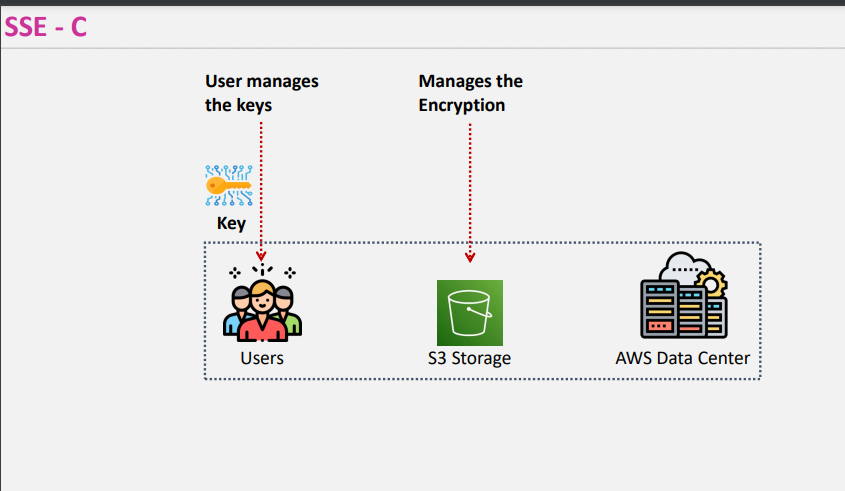 SSE - C
User manages
the keys
Manages the
Encryption
Key
Users
S3 Storage
AWS Data Center